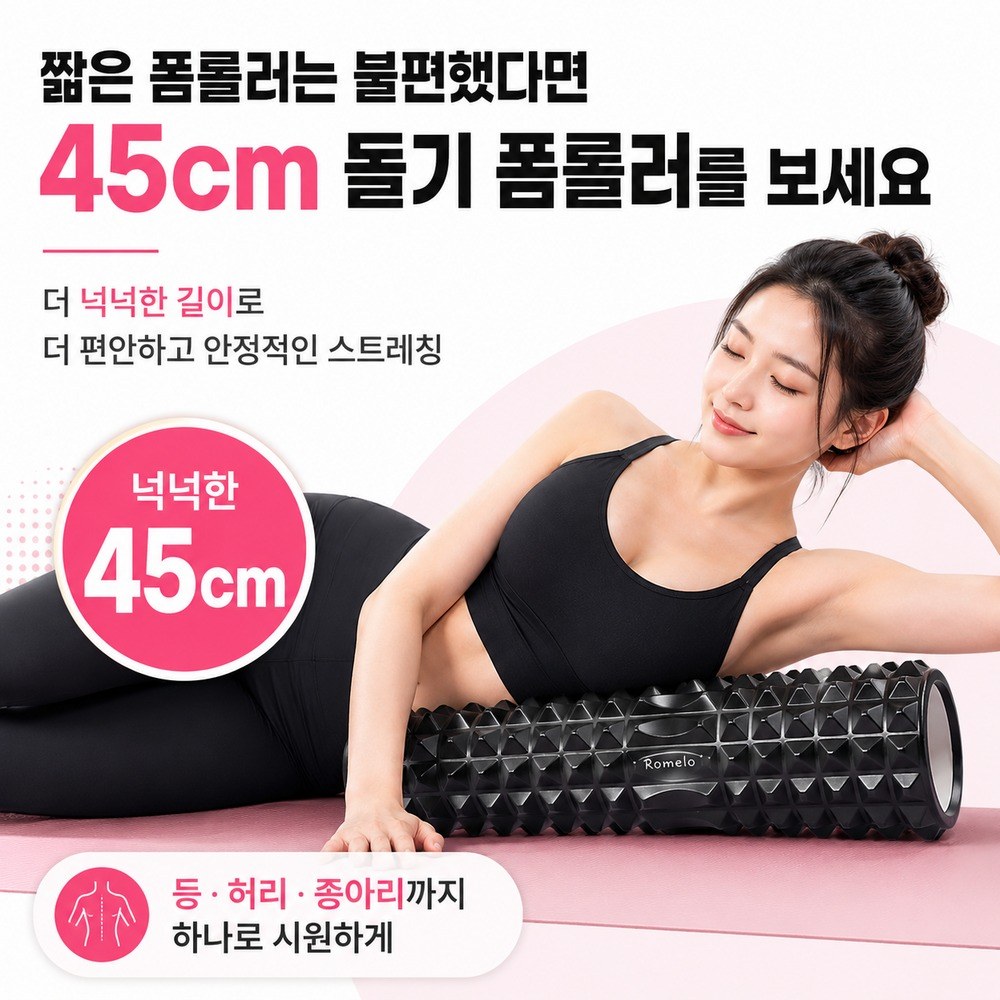 짧은 폼롤러는 불편했다면
45cm 돌기 폼롤러를 보세요
더 넉넉한 길이로
더 편안하고 안정적인 스트레칭
넉넉한
45cm
Romelo
등 · 허리 · 종아리까지
하나로 시원하게